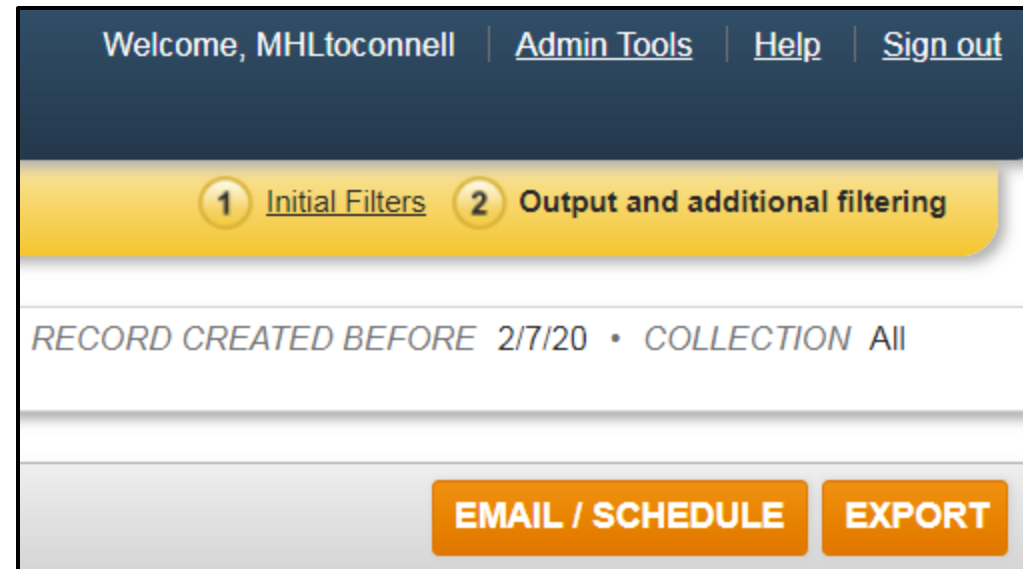 Welcome, MHLtoconnell | Admin Tools | Help | Sign out
1 Initial Filters 2 Output and additional filtering
RECORD CREATED BEFORE 2/7/20 • COLLECTION All
EMAIL / SCHEDULE EXPORT